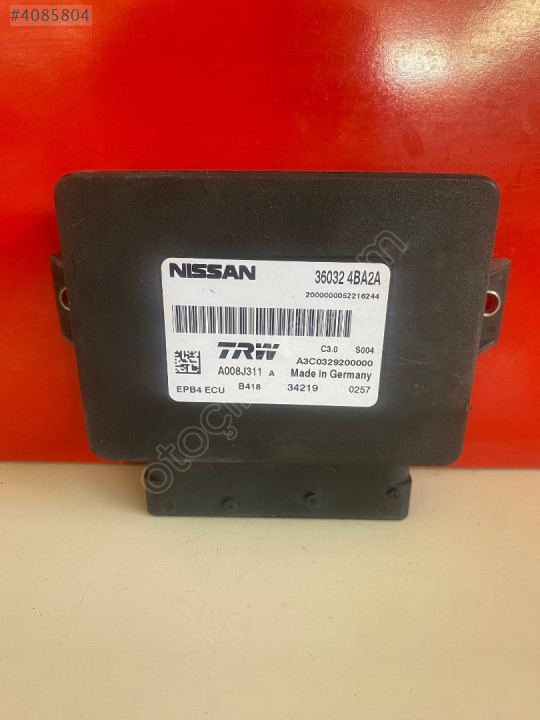 #4085804
NISSAN 36032 4BA2A
2000000052216244
TRW C3.0 S004
A3C0329200000
A008J311 A Made in Germany
EPB4 ECU B418 34219 0257